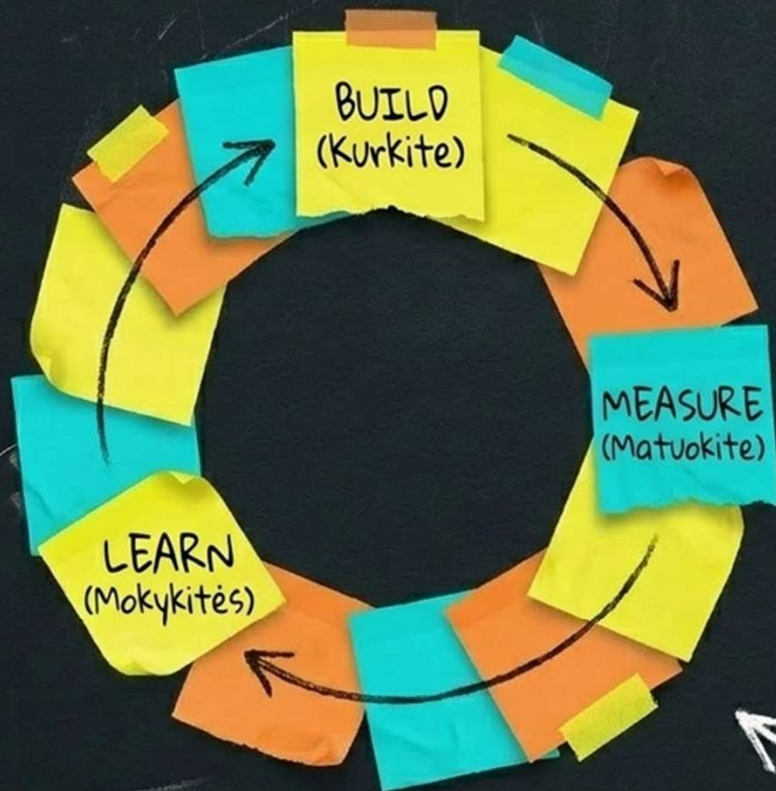 BUILD
(Kurkite)
MEASURE
(Matuokite)
LEARN
(Mokykitės)